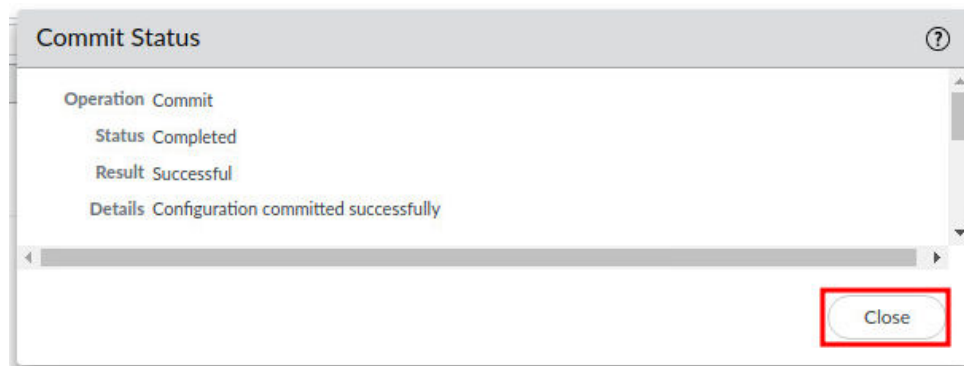 Commit Status
Operation Commit
Status Completed
Result Successful
Details Configuration committed successfully
Close